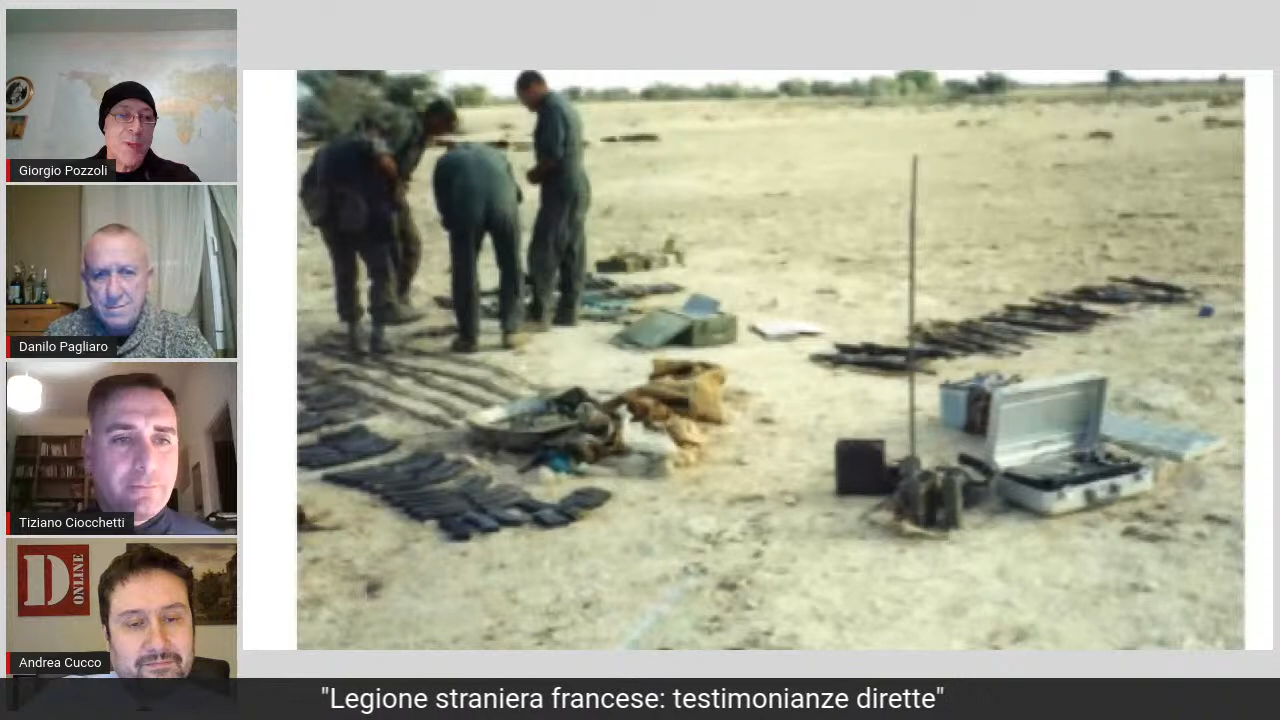 Giorgio Pozzoli
Danilo Pagliaro
Tiziano Ciocchetti
D
ONLINE
Andrea Cucco
"Legione straniera francese: testimonianze dirette"